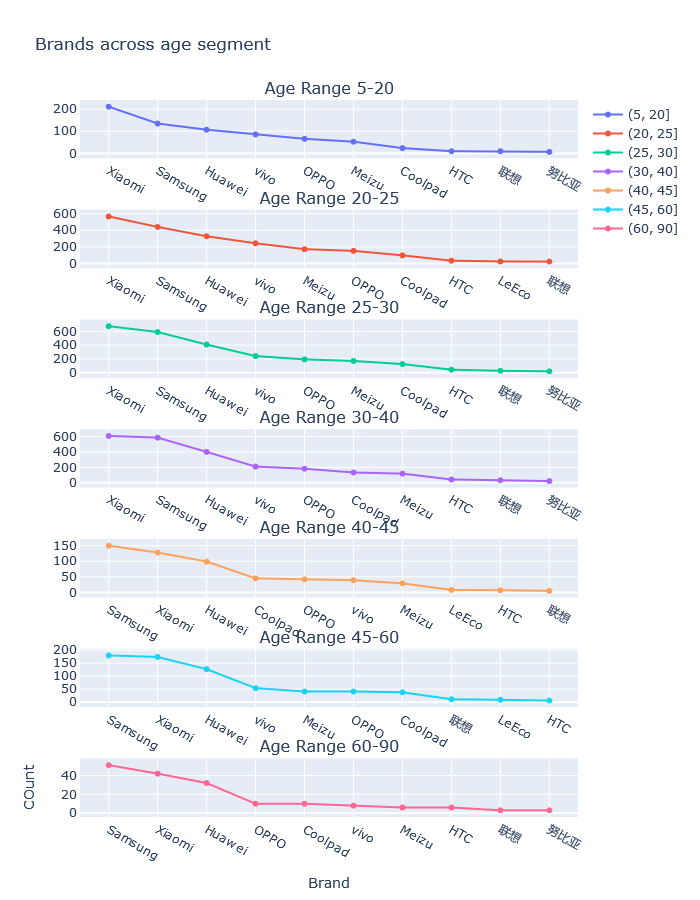 Brands across age segment
Age Range 5-20
200
100
0
Xiaomi Samsung Huawei vivo OPPO Meizu Coolpad HTC 联想 努比亚
(5, 20]
(20, 25]
(25, 30]
(30, 40]
(40, 45]
(45, 60]
(60, 90]
Age Range 20-25
600
400
200
0
Xiaomi Samsung Huawei vivo Meizu OPPO Coolpad HTC LeEco 联想
Age Range 25-30
600
400
200
0
Xiaomi Samsung Huawei vivo OPPO Meizu Coolpad HTC 联想 努比亚
Age Range 30-40
600
400
200
0
Xiaomi Samsung Huawei vivo OPPO Coolpad Meizu HTC 联想 努比亚
Age Range 40-45
150
100
50
0
Samsung Xiaomi Huawei Coolpad OPPO vivo Meizu LeEco HTC 联想
Age Range 45-60
200
150
100
50
0
Samsung Xiaomi Huawei vivo Meizu OPPO Coolpad 联想 LeEco HTC
Age Range 60-90
40
20
0
Samsung Xiaomi Huawei OPPO Coolpad vivo Meizu HTC 联想 努比亚
COunt
Brand